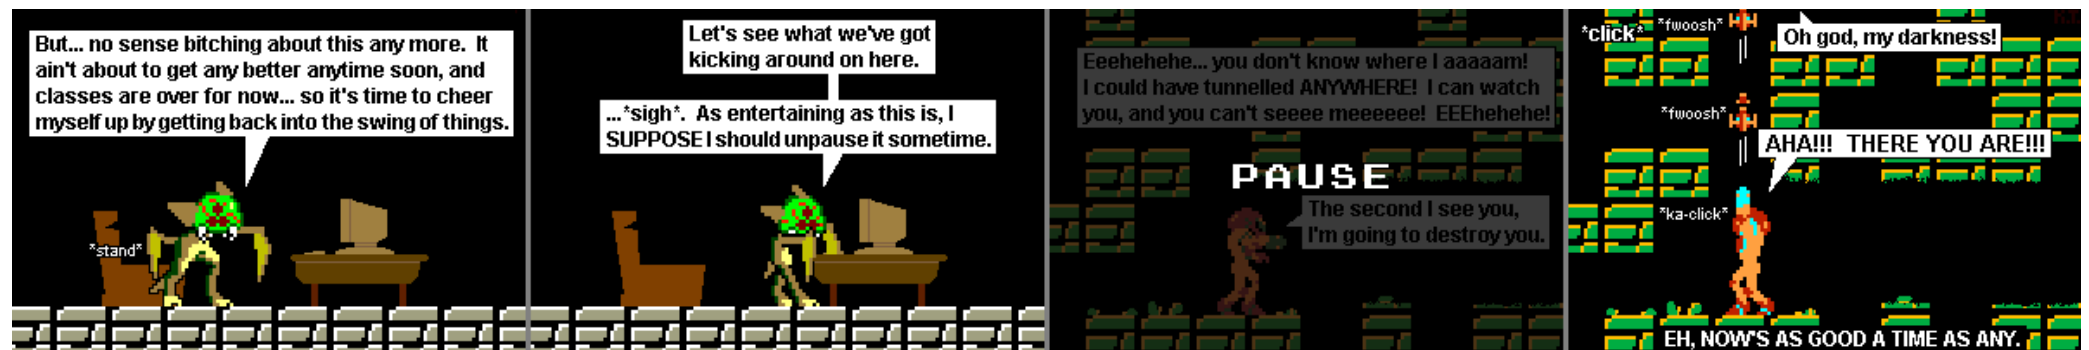 But... no sense bitching about this any more. It
ain't about to get any better anytime soon, and
classes are over for now... so it's time to cheer
myself up by getting back into the swing of things.
*stand*
Let's see what we've got
kicking around on here.
...*sigh*. As entertaining as this is, I
SUPPOSE I should unpause it sometime.
Eeehehehe... you don't know where I aaaaam!
I could have tunnelled ANYWHERE! I can watch
you, and you can't seeee meeeeee! EEEhehehe!
PAUSE
The second I see you,
I'm going to destroy you.
*click*
*fwoosh*
Oh god, my darkness!
*fwoosh*
AHA!!! THERE YOU ARE!!!
*ka-click*
EH, NOW'S AS GOOD A TIME AS ANY.